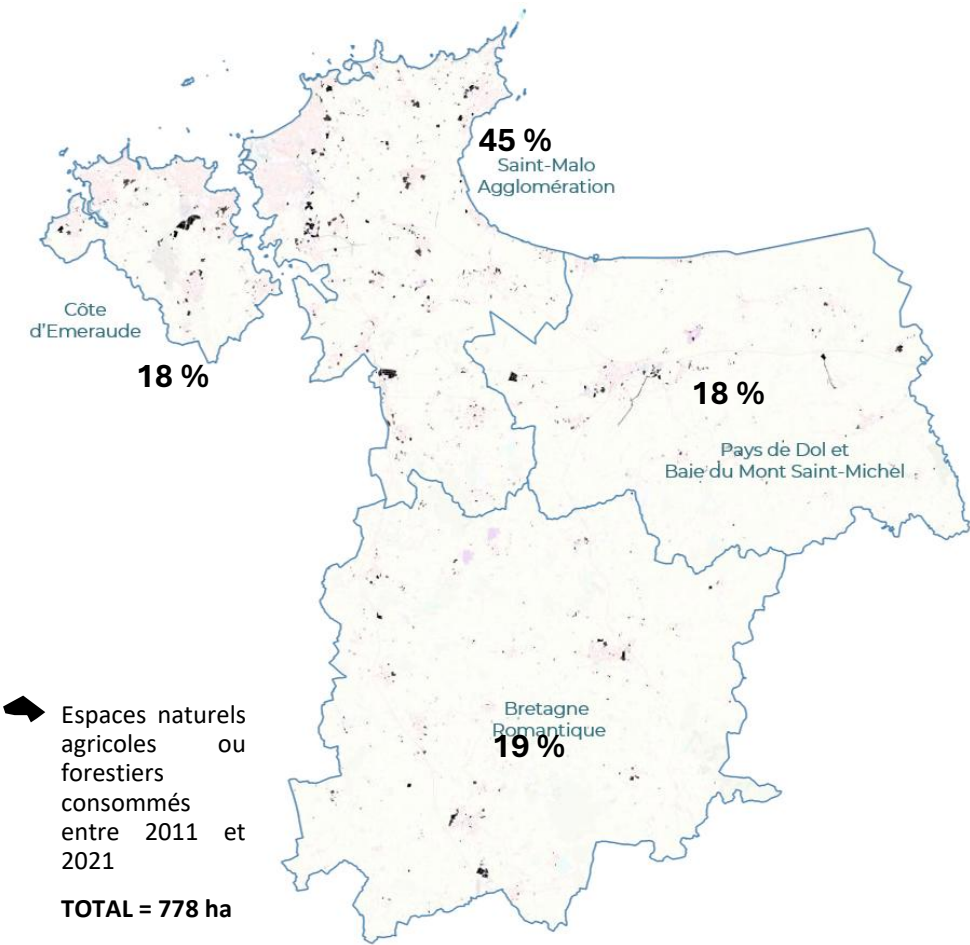 45 %
Saint-Malo
Agglomération
Côte
d'Emeraude
18 %
18 %
Pays de Dol et
Baie du Mont Saint-Michel
Bretagne
Romantique
19 %
Espaces naturels
agricoles ou
forestiers
consommés
entre 2011 et
2021
TOTAL = 778 ha